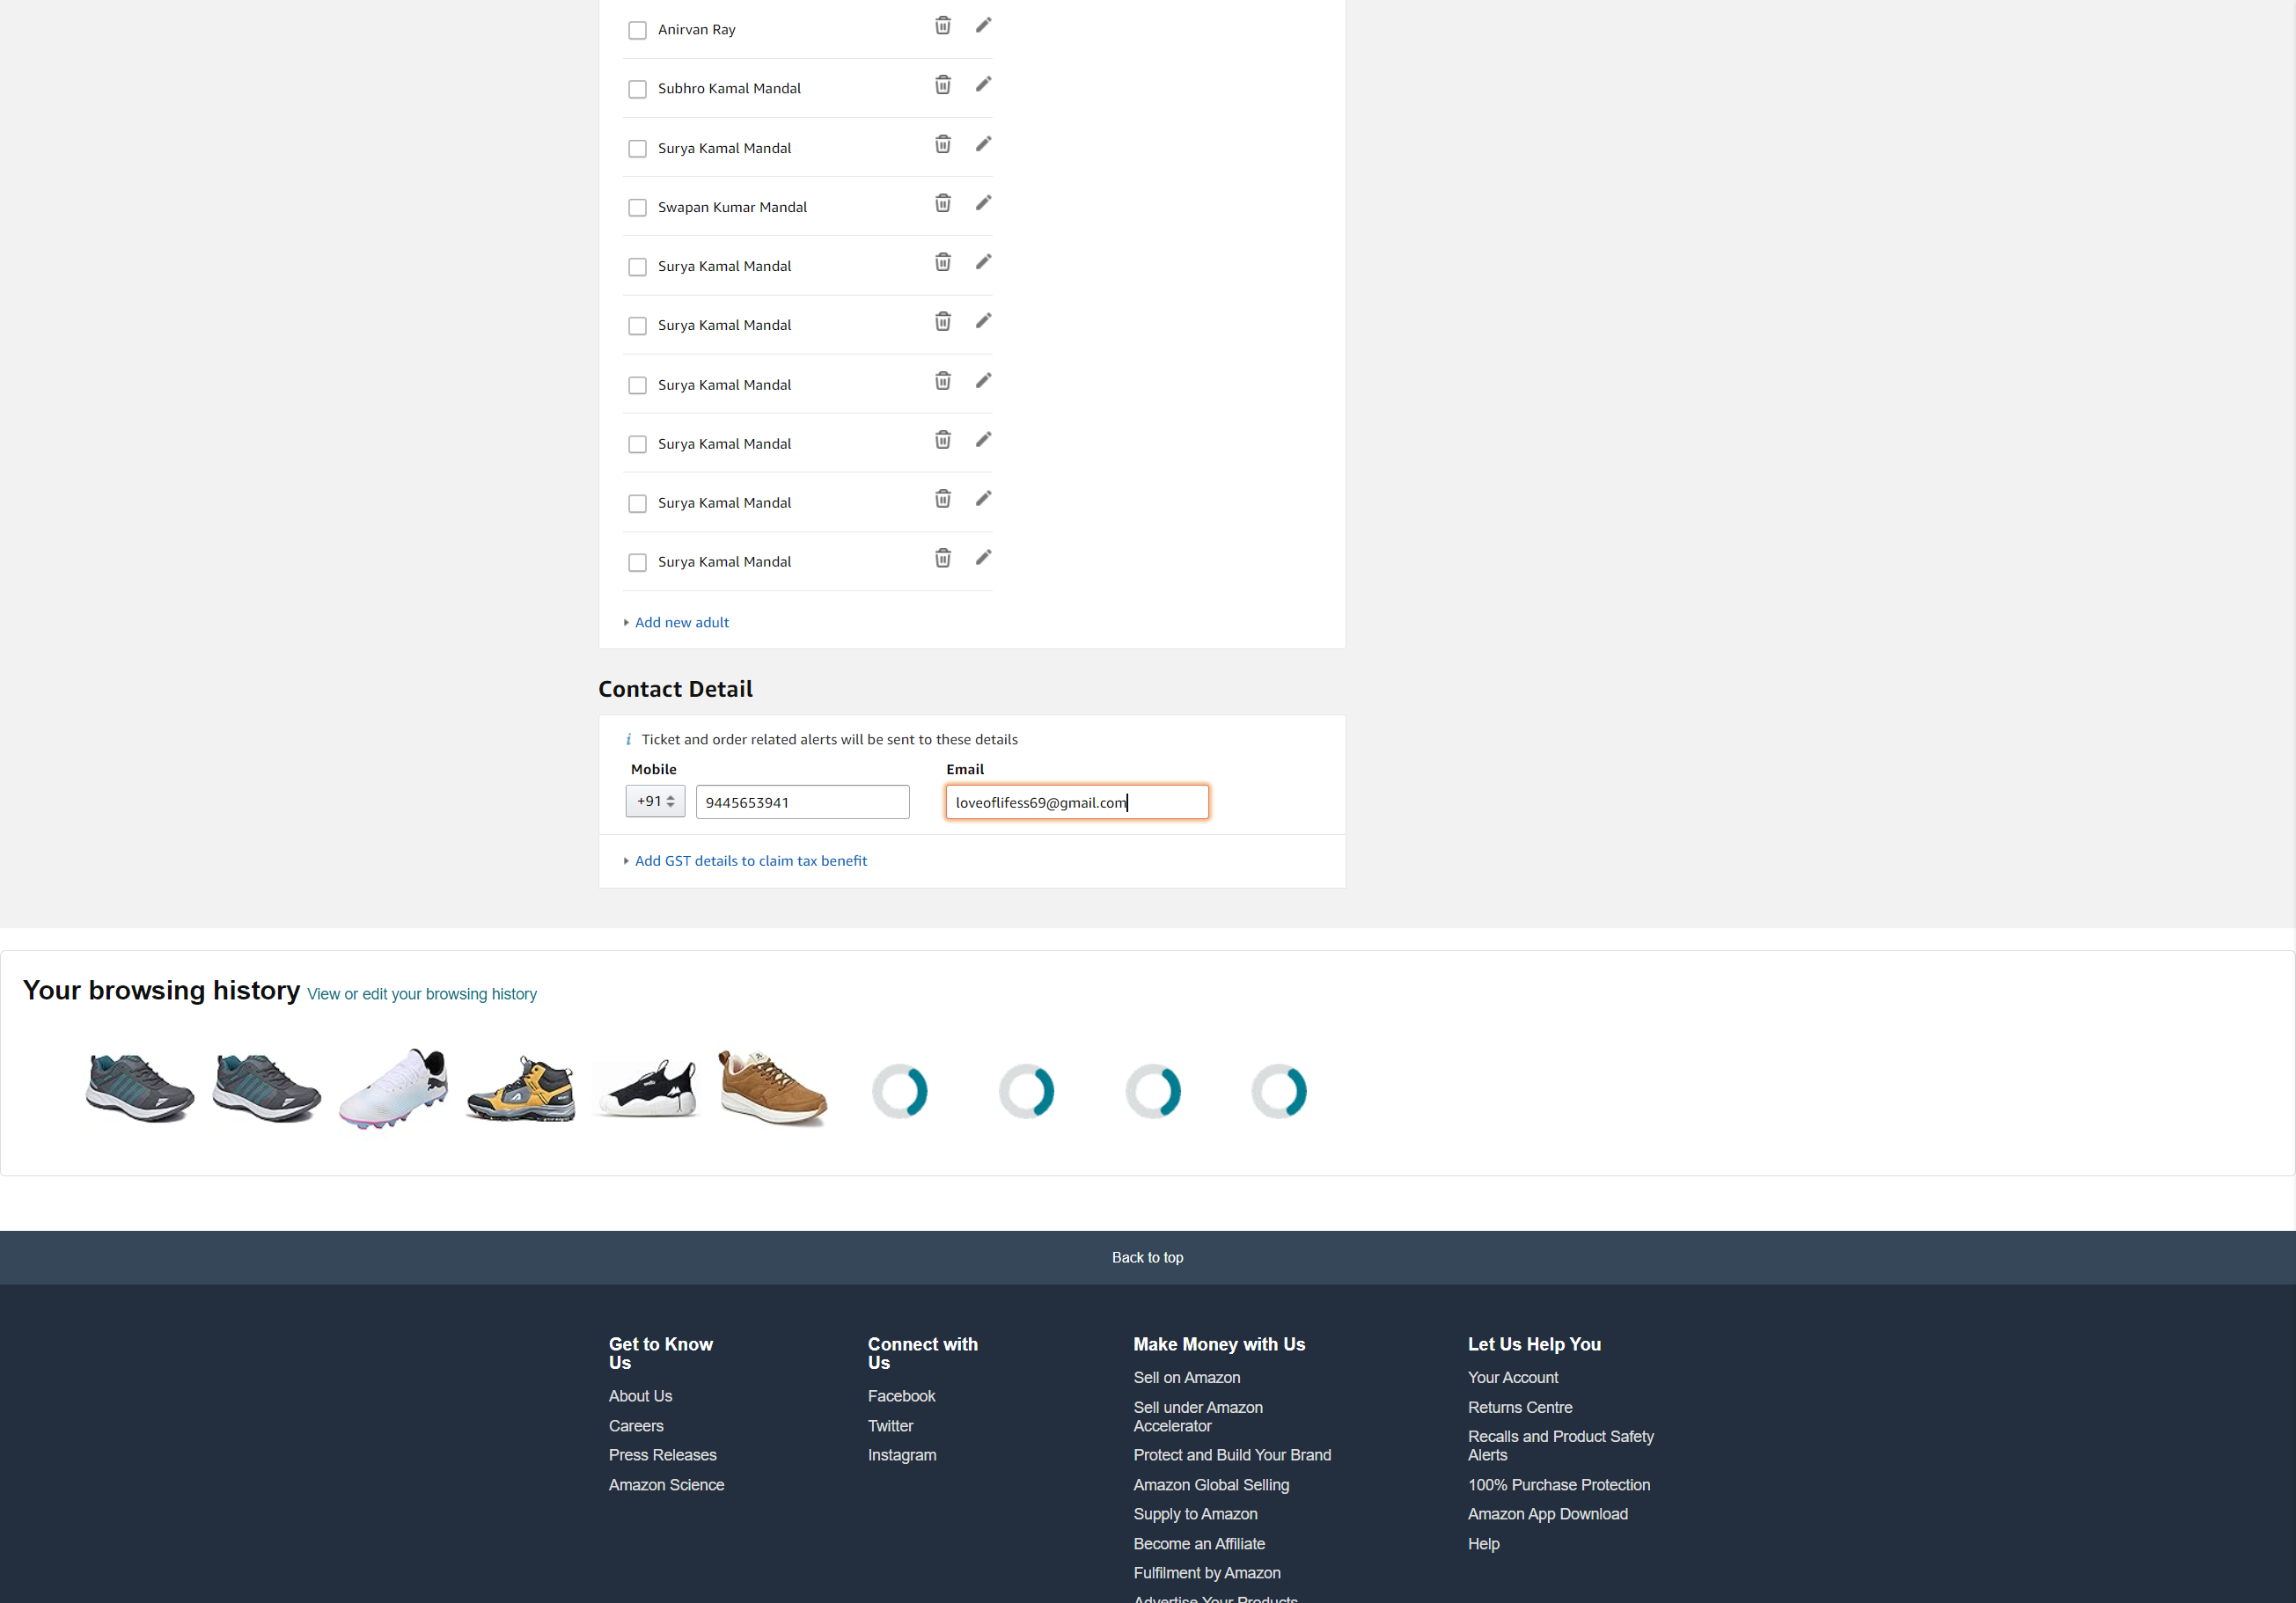 Anirvan Ray
Subhro Kamal Mandal
Surya Kamal Mandal
Swapan Kumar Mandal
Surya Kamal Mandal
Surya Kamal Mandal
Surya Kamal Mandal
Surya Kamal Mandal
Surya Kamal Mandal
Surya Kamal Mandal
Add new adult
Contact Detail
i Ticket and order related alerts will be sent to these details
Mobile Email
+91 9445653941 loveoflifess69@gmail.com
Add GST details to claim tax benefit
Your browsing history View or edit your browsing history
Back to top
Get to Know
Us
About Us
Careers
Press Releases
Amazon Science
Connect with
Us
Facebook
Twitter
Instagram
Make Money with Us
Sell on Amazon
Sell under Amazon
Accelerator
Protect and Build Your Brand
Amazon Global Selling
Supply to Amazon
Become an Affiliate
Fulfilment by Amazon
Advertise Your Products
Let Us Help You
Your Account
Returns Centre
Recalls and Product Safety
Alerts
100% Purchase Protection
Amazon App Download
Help